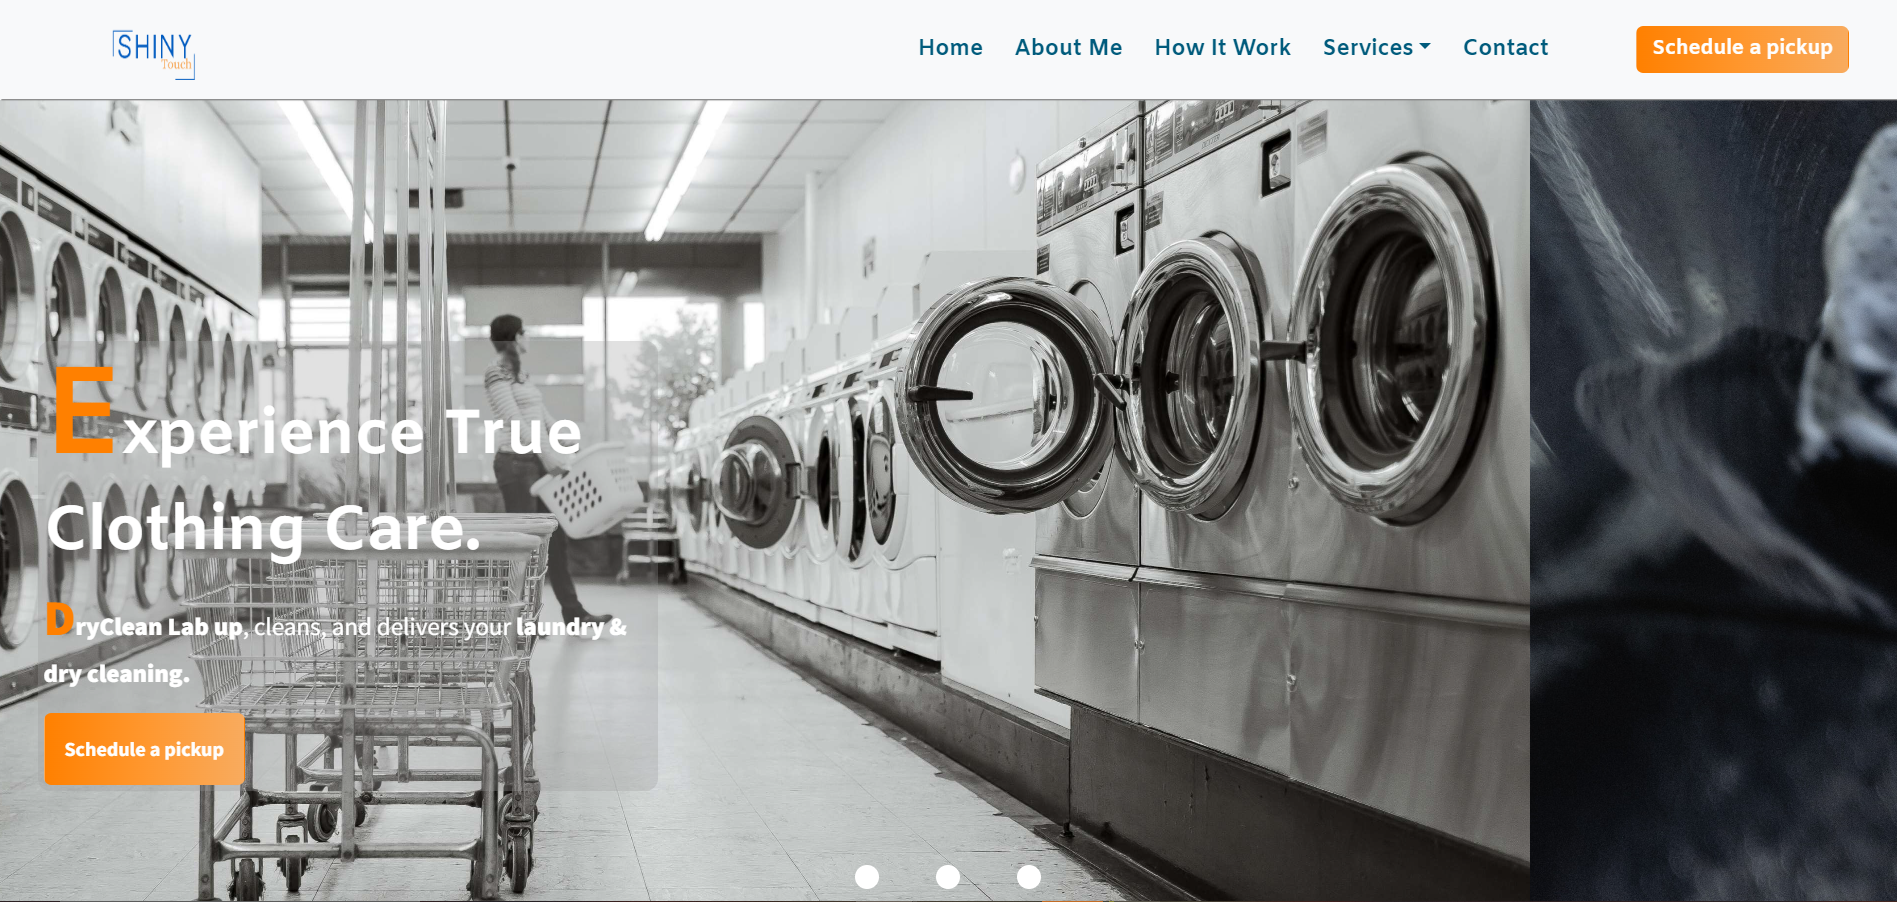 SHINY
Touch
Home About Me How It Work Services Contact Schedule a pickup
Experience True
Clothing Care.
DryClean Lab up, cleans, and delivers your laundry &
dry cleaning.
Schedule a pickup